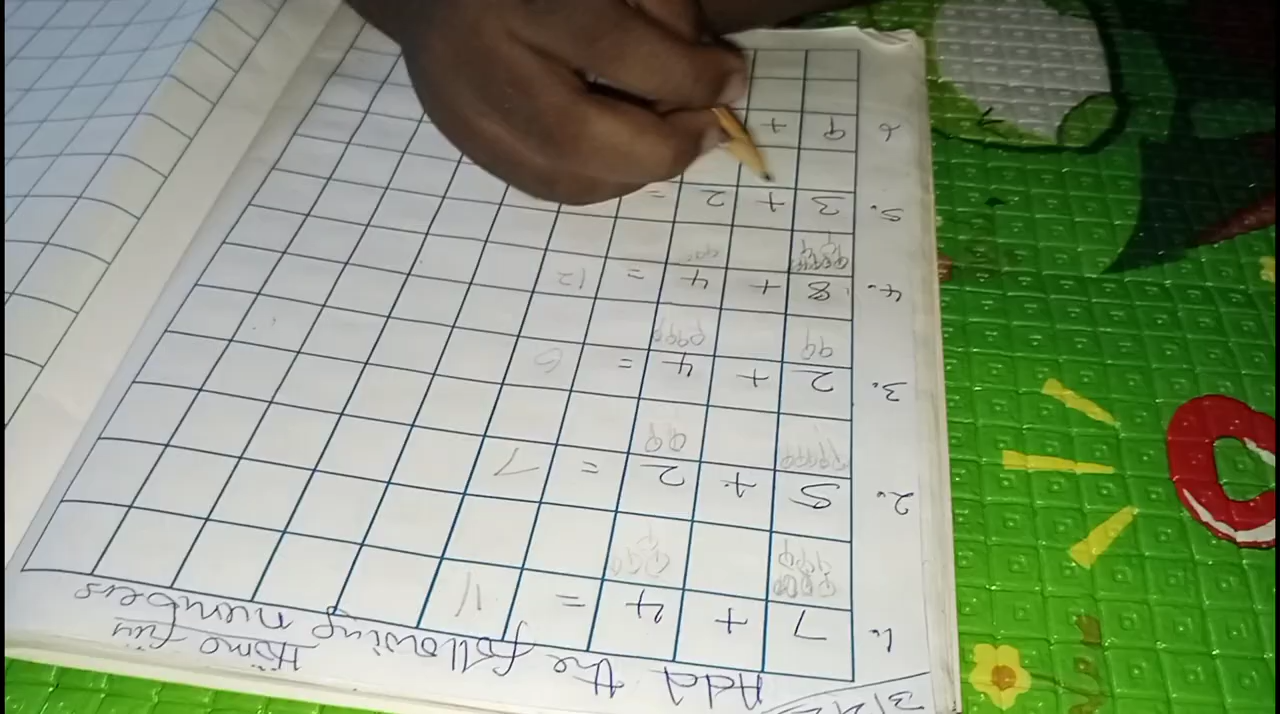 Home fun
Add the following numbers
1. 7 + 4 = 11
2. 5 + 2 = 7
3. 2 + 4 = 6
4. 8 + 4 = 12
5. 3 + 2 =
6 9 +